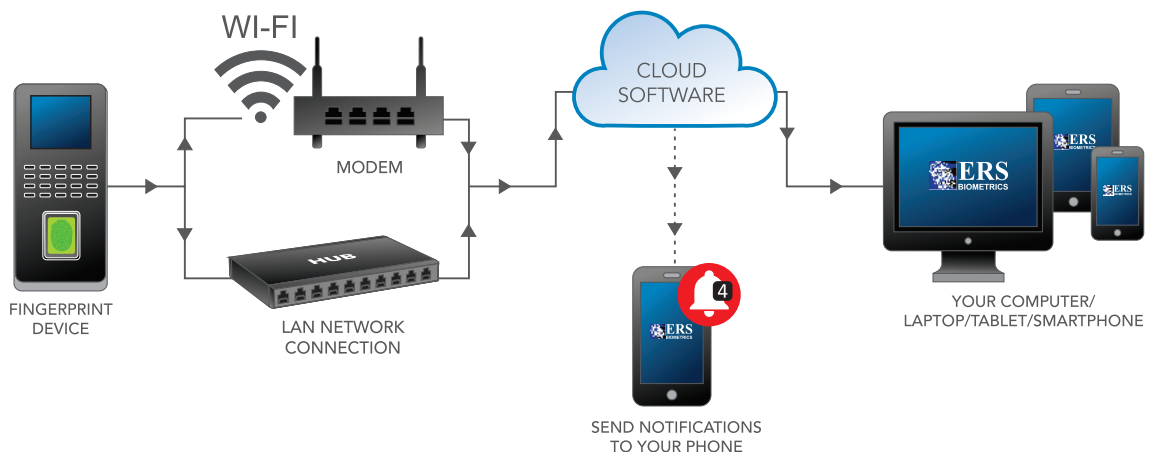 WI-FI
CLOUD
SOFTWARE
MODEM
ERS
BIOMETRICS
ERS
BIOMETRICS
ERS
BIOMETRICS
HUB
4
ERS
BIOMETRICS
FINGERPRINT
DEVICE
LAN NETWORK
CONNECTION
YOUR COMPUTER/
LAPTOP/TABLET/SMARTPHONE
SEND NOTIFICATIONS
TO YOUR PHONE